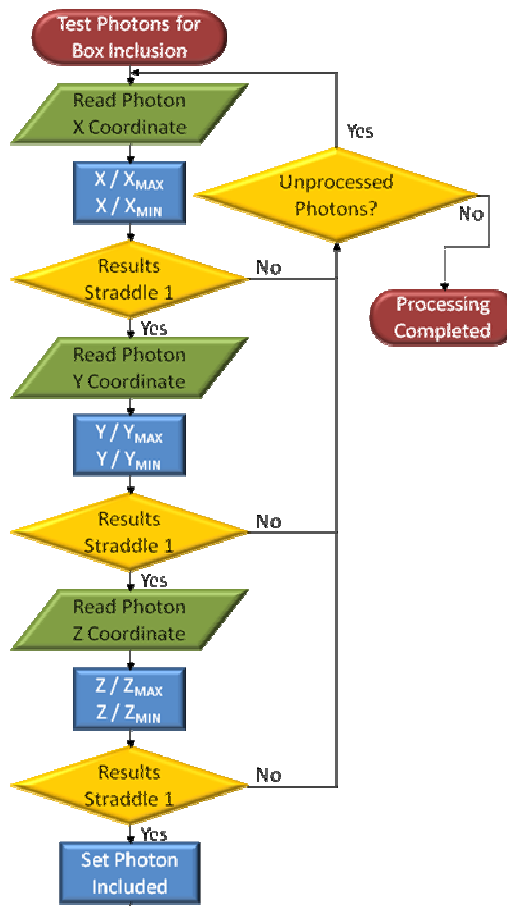 Test Photons for
Box Inclusion
Read Photon
X Coordinate
Yes
X / XMAX
X / XMIN
Unprocessed
Photons?
No
Results
Straddle 1
No
Processing
Completed
Yes
Read Photon
Y Coordinate
Y / YMAX
Y / YMIN
Results
Straddle 1
No
Yes
Read Photon
Z Coordinate
Z / ZMAX
Z / ZMIN
Results
Straddle 1
No
Yes
Set Photon
Included